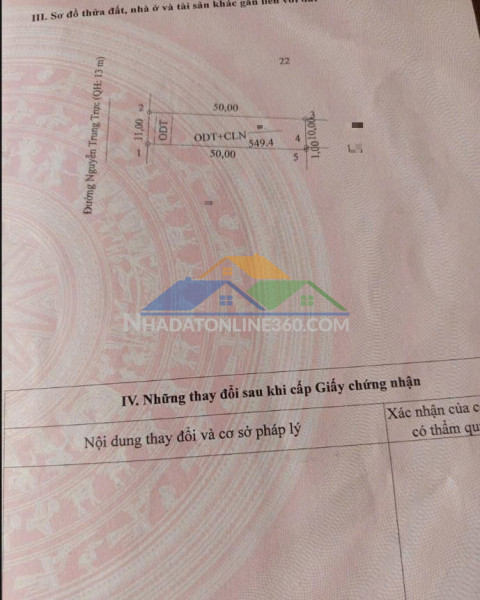 III. Sơ đồ thửa đất, nhà ở và tài sản khác gắn liền với đất
22
Đường Nguyễn Trung Trực (QH: 13 m)
2
50,00
3
11,00
ODT
ODT+CLN
549.4
4
10,00
1
50,00
5
1,00
NHADATONLINE360.COM
IV. Những thay đổi sau khi cấp Giấy chứng nhận
Nội dung thay đổi và cơ sở pháp lý
Xác nhận của c
có thẩm qu